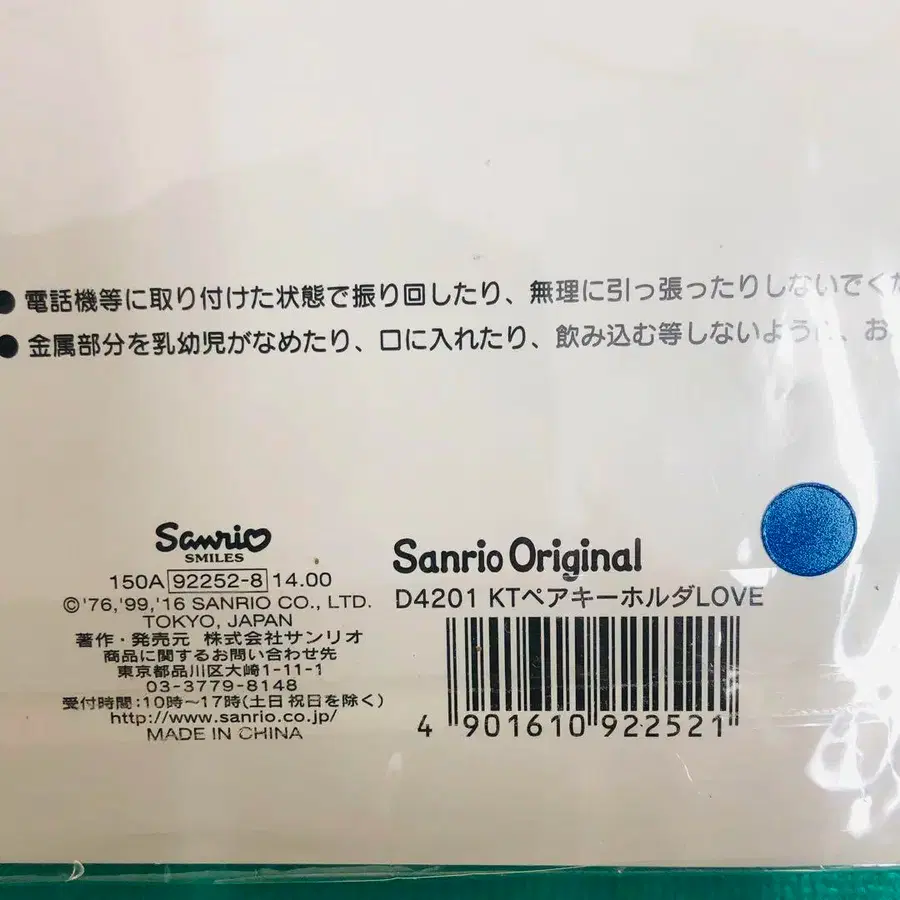 ● 電話機等に取り付けた状態で振り回したり、無理に引っ張ったりしないでくだ
● 金属部分を乳幼児がなめたり、口に入れたり、飲み込む等しないように、お
Sanrio
SMILES
150A 92252-8 14.00
©'76,'99,'16 SANRIO CO., LTD.
TOKYO, JAPAN
著作・発売元 株式会社サンリオ
商品に関するお問い合わせ先
東京都品川区大崎1-11-1
03-3779-8148
受付時間:10時〜17時(土日祝日を除く)
http://www.sanrio.co.jp/
MADE IN CHINA
Sanrio Original
D4201 KTペアキーホルダLOVE
4 901610 922521